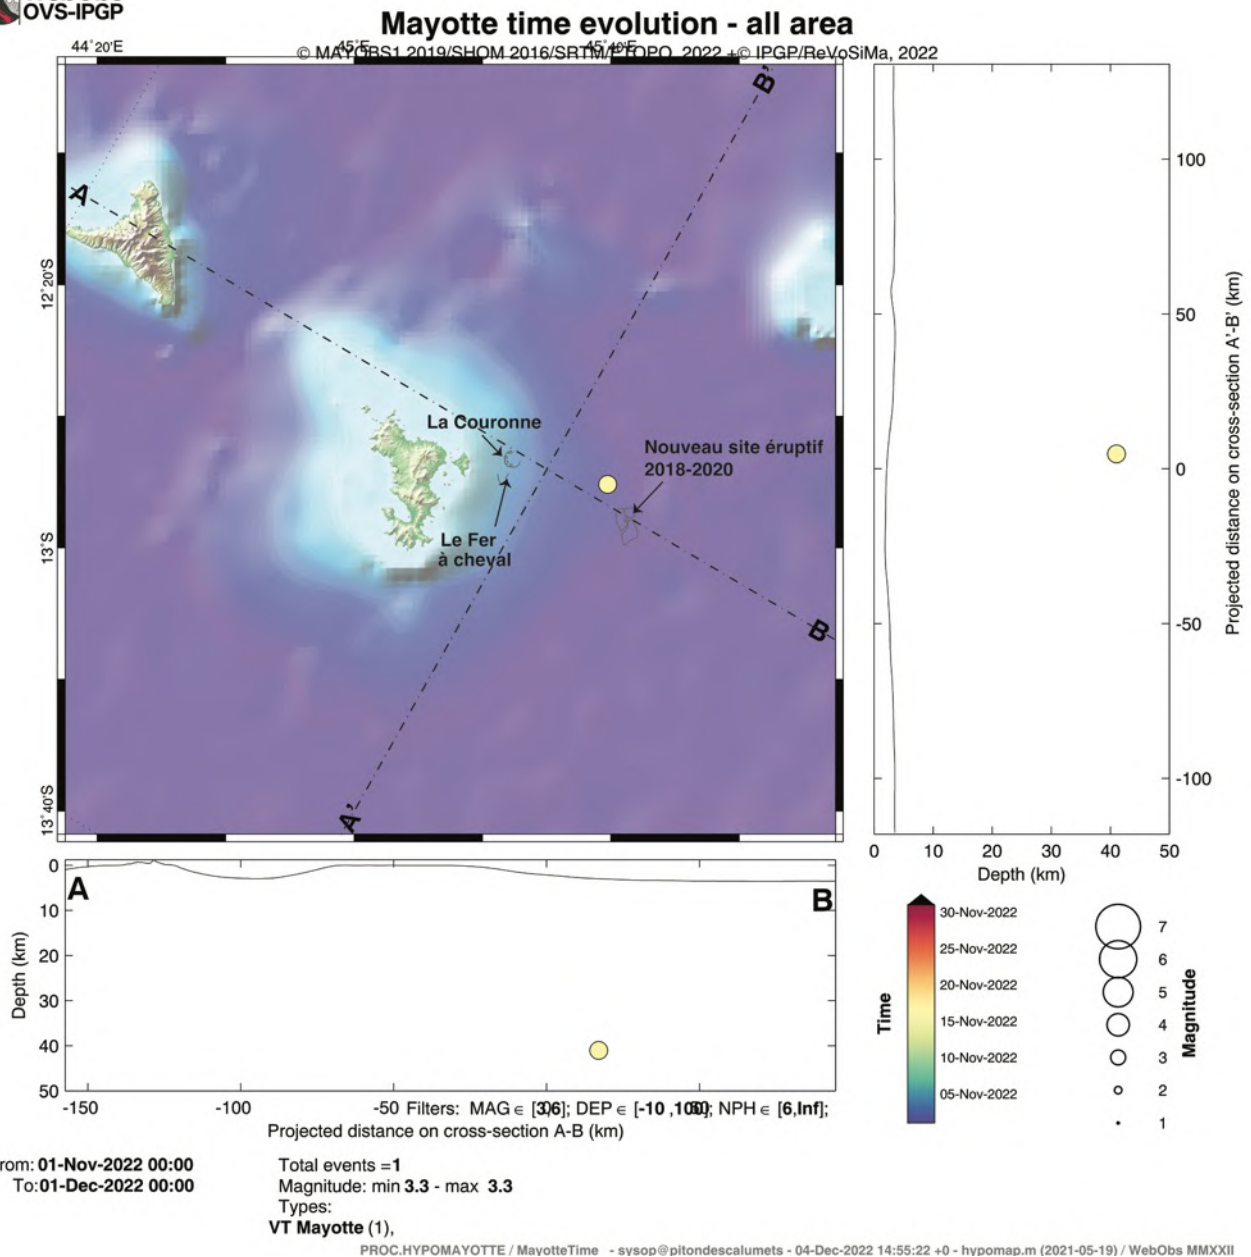 OVS-IPGP
Mayotte time evolution - all area
© MAYOBS1 2019/SHOM 2016/SRTM/ETOPO, 2022 +© IPGP/ReVoSiMa, 2022
44°20'E
45°E
45°40'E
12°20'S
13°S
13°40'S
A
B'
La Couronne
Nouveau site éruptif
2018-2020
Le Fer
à cheval
B
A'
100
50
0
-50
-100
Projected distance on cross-section A'-B' (km)
0 10 20 30 40 50
Depth (km)
A
B
0
10
20
30
40
50
Depth (km)
-150 -100 -50
Filters: MAG ∈ [3,6]; DEP ∈ [-10 ,100]; NPH ∈ [6,Inf];
Projected distance on cross-section A-B (km)
Time
30-Nov-2022
25-Nov-2022
20-Nov-2022
15-Nov-2022
10-Nov-2022
05-Nov-2022
7
6
5
4
3
2
1
Magnitude
rom: 01-Nov-2022 00:00
To: 01-Dec-2022 00:00
Total events =1
Magnitude: min 3.3 - max 3.3
Types:
VT Mayotte (1),
PROC.HYPOMAYOTTE / MayotteTime - sysop@pitondescalumets - 04-Dec-2022 14:55:22 +0 - hypomap.m (2021-05-19) / WebObs MMXXII